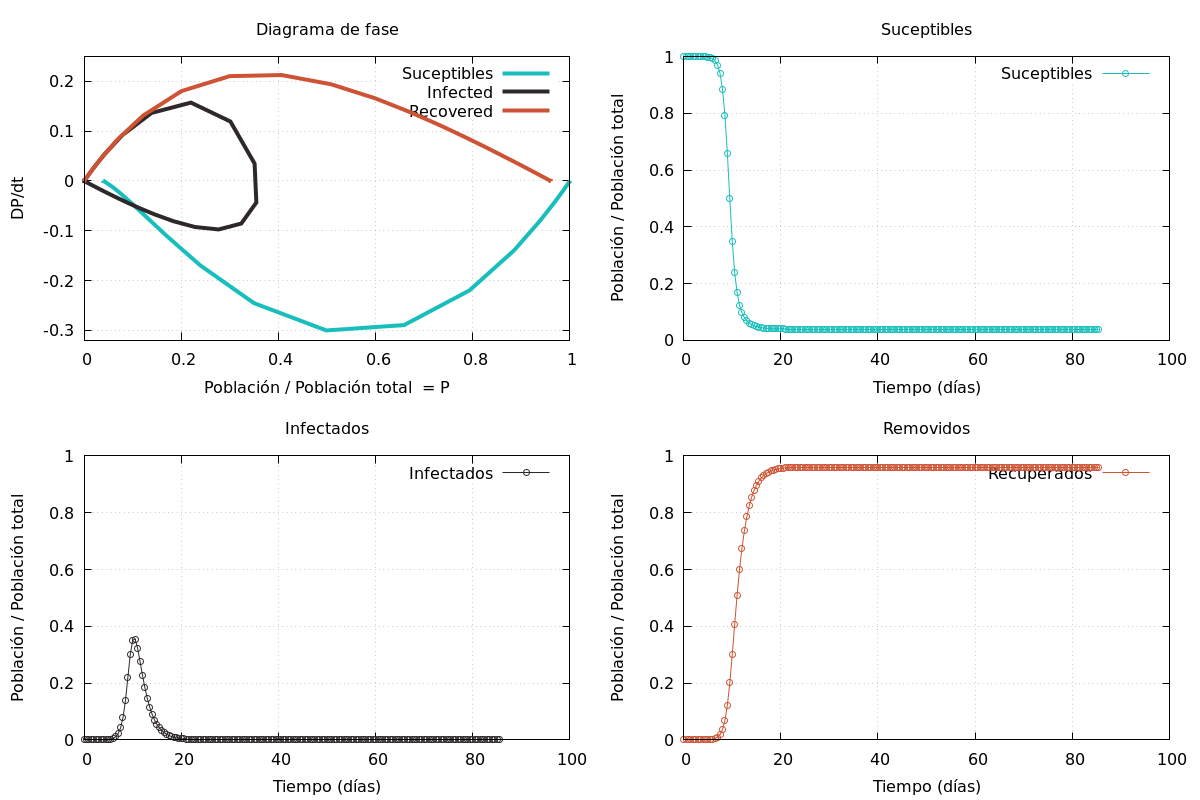 Diagrama de fase
Suceptibles
Infected
Recovered
0.2
0.1
0
-0.1
-0.2
-0.3
DP/dt
0 0.2 0.4 0.6 0.8 1
Población / Población total = P
Suceptibles
Suceptibles
1
0.8
0.6
0.4
0.2
0
Población / Población total
0 20 40 60 80 100
Tiempo (días)
Infectados
Infectados
1
0.8
0.6
0.4
0.2
0
Población / Población total
0 20 40 60 80 100
Tiempo (días)
Removidos
Recuperados
1
0.8
0.6
0.4
0.2
0
Población / Población total
0 20 40 60 80 100
Tiempo (días)